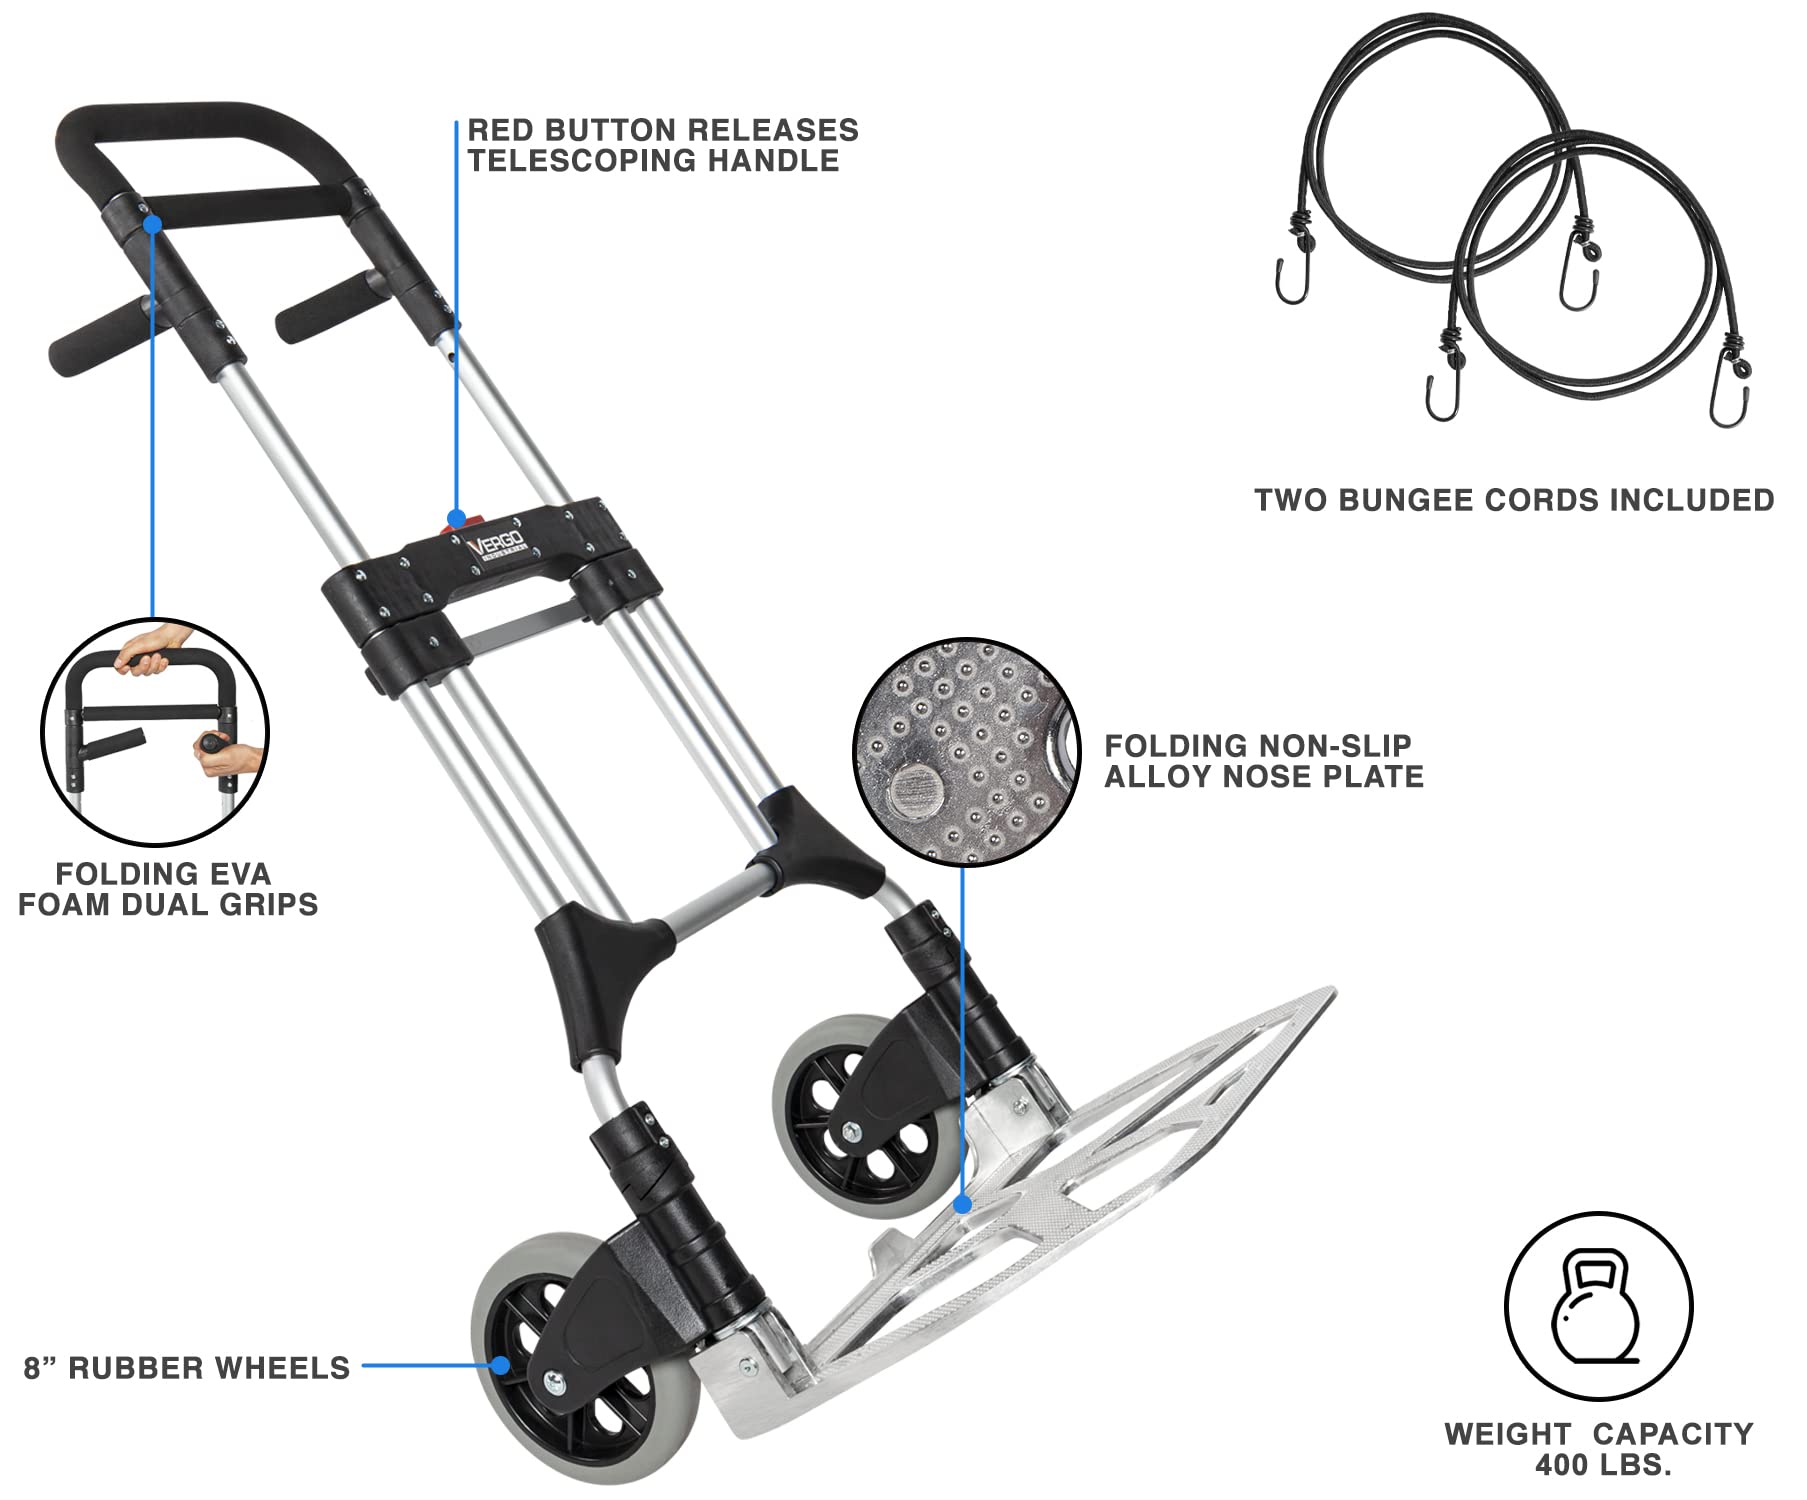 RED BUTTON RELEASES
TELESCOPING HANDLE
TWO BUNGEE CORDS INCLUDED
VERGO
INDUSTRIAL
FOLDING NON-SLIP
ALLOY NOSE PLATE
FOLDING EVA
FOAM DUAL GRIPS
8” RUBBER WHEELS
WEIGHT CAPACITY
400 LBS.